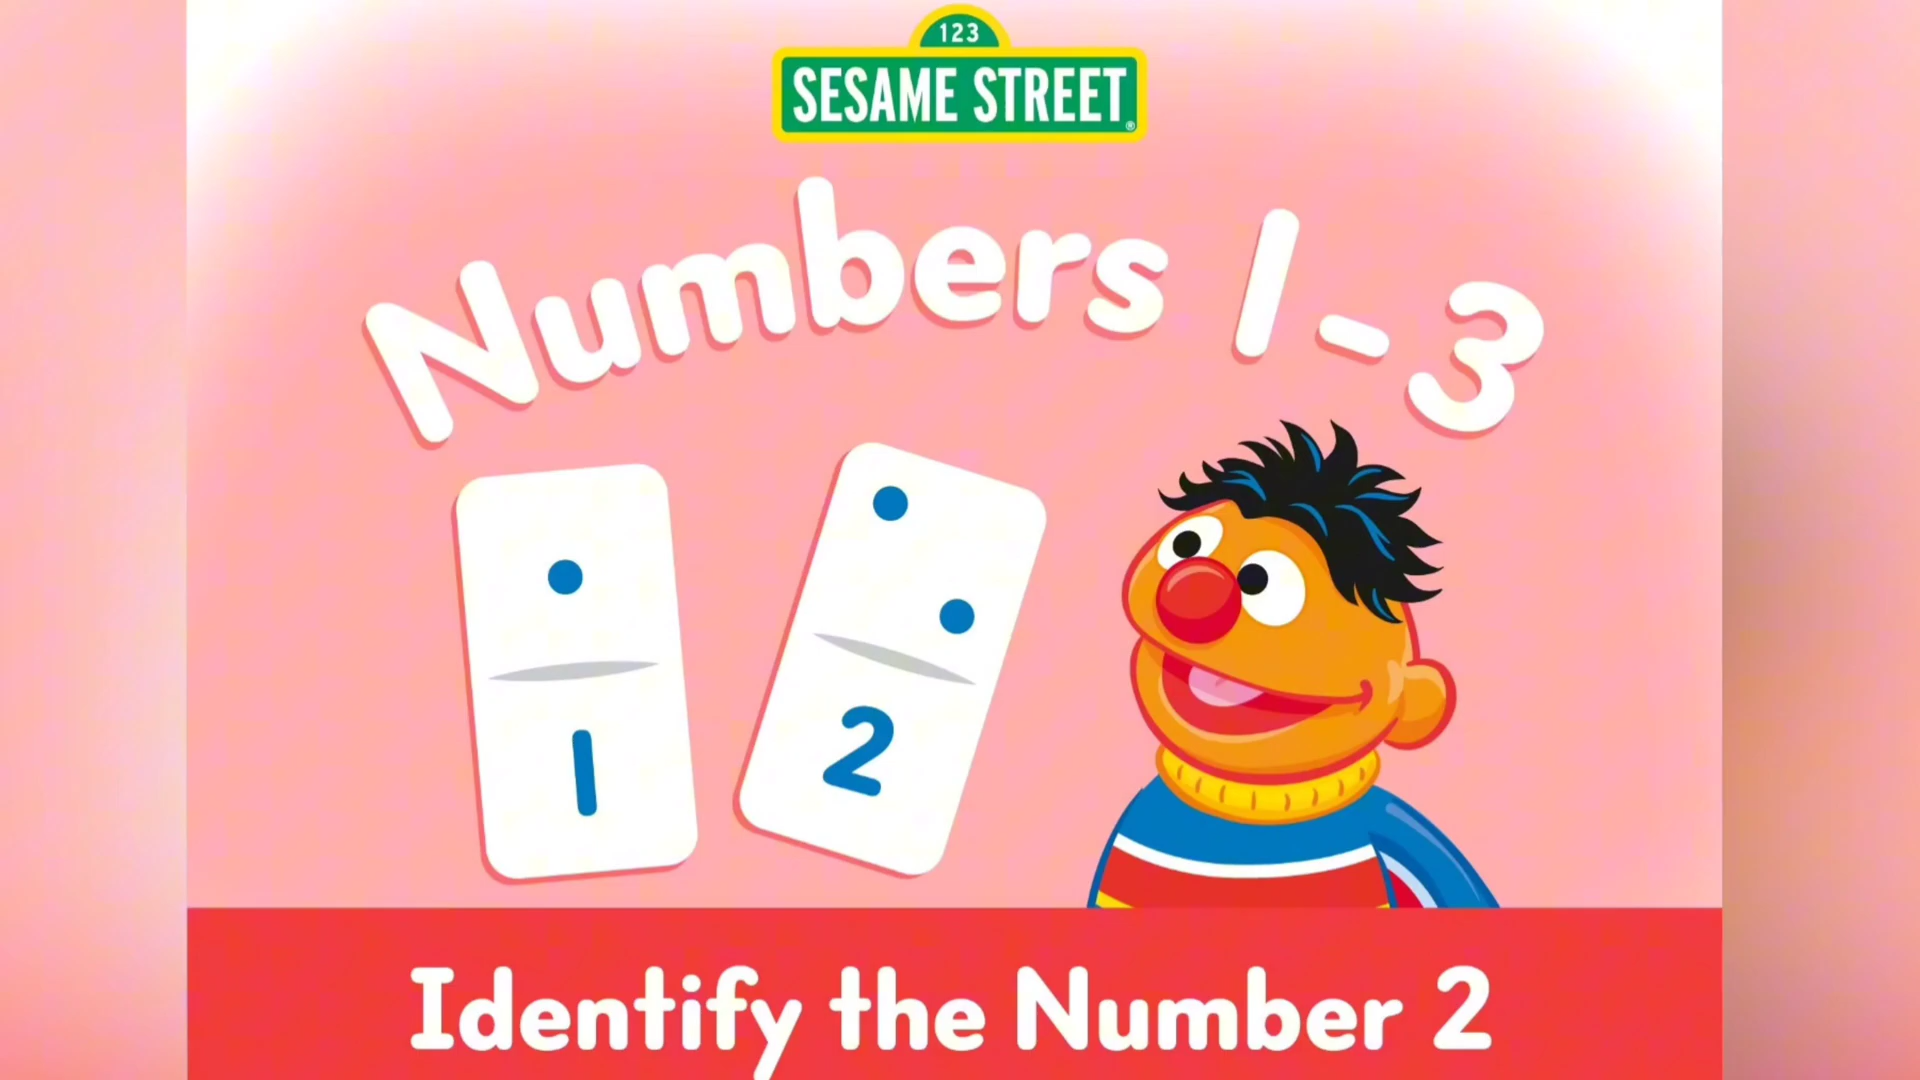 123
SESAME STREET®
Numbers 1-3
1
2
Identify the Number 2